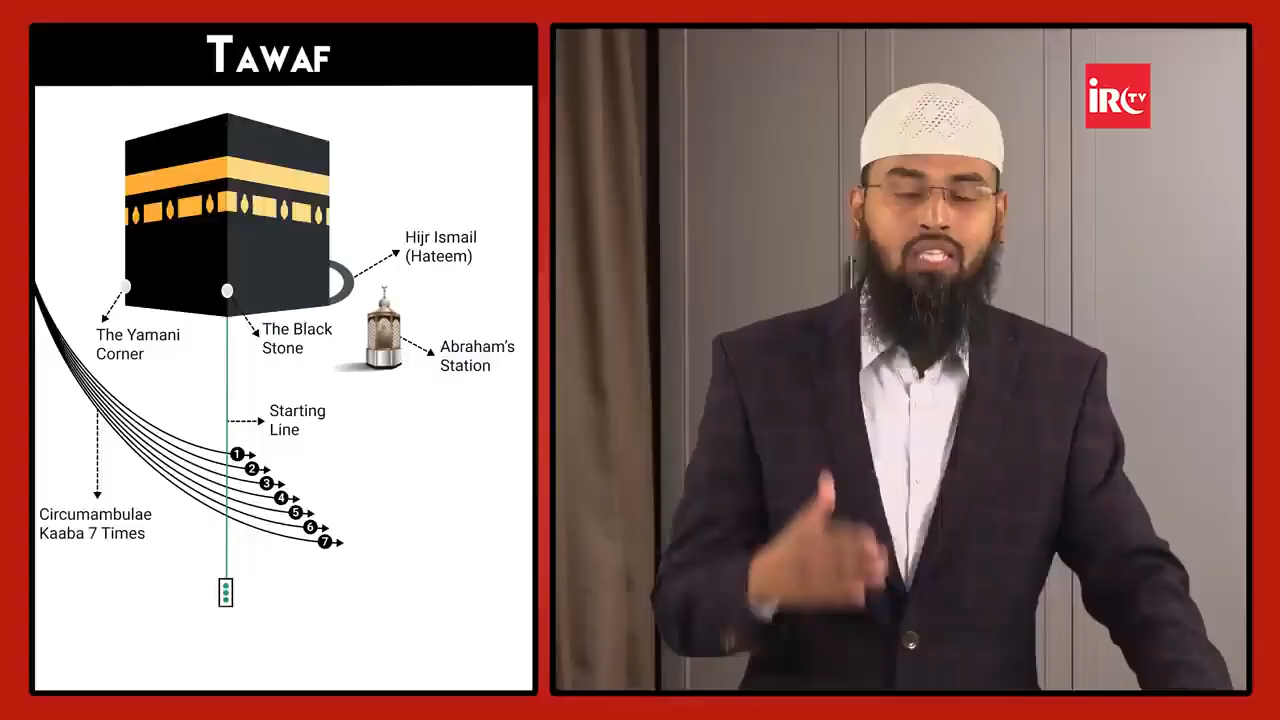 TAWAF
Hijr Ismail
(Hateem)
The Yamani
Corner
The Black
Stone
Abraham's
Station
Starting
Line
1
2
3
4
5
6
7
Circumambulae
Kaaba 7 Times
iRC TV